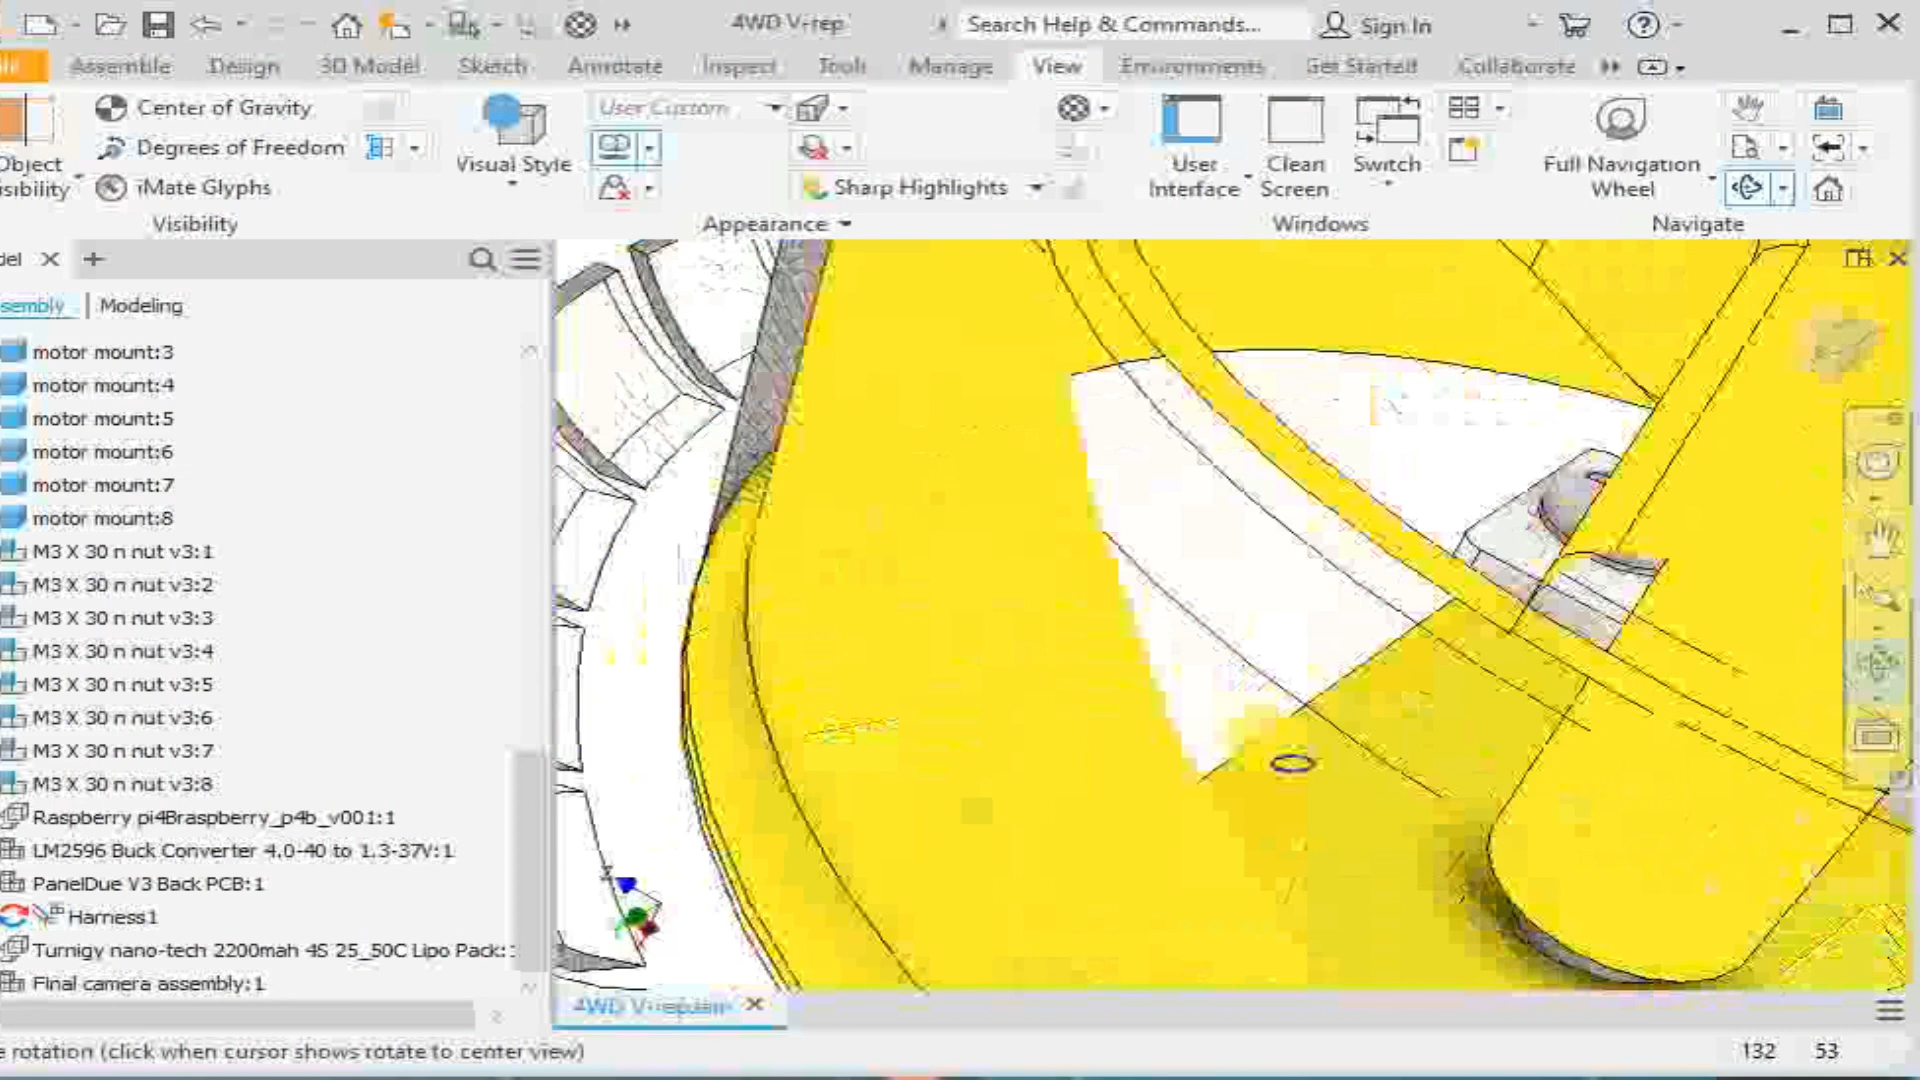 4WD V-rep
Search Help & Commands...
Sign In
Assemble
Design
3D Model
Sketch
Annotate
Inspect
Tools
Manage
View
Environments
Get Started
Collaborate
Object
Center of Gravity
Degrees of Freedom
iMate Glyphs
Visibility
Visual Style
User Custom
Sharp Highlights
Appearance
User Interface
Clean Screen
Switch
Windows
Full Navigation Wheel
Navigate
Modeling
motor mount:3
motor mount:4
motor mount:5
motor mount:6
motor mount:7
motor mount:8
M3 X 30 n nut v3:1
M3 X 30 n nut v3:2
M3 X 30 n nut v3:3
M3 X 30 n nut v3:4
M3 X 30 n nut v3:5
M3 X 30 n nut v3:6
M3 X 30 n nut v3:7
M3 X 30 n nut v3:8
Raspberry pi4Braspberry_p4b_v001:1
LM2596 Buck Converter 4.0-40 to 1.3-37V:1
PanelDue V3 Back PCB:1
Harness1
Turnigy nano-tech 2200mah 4S 25_50C Lipo Pack:
Final camera assembly:1
4WD V-rep.iam
rotation (click when cursor shows rotate to center view)
132 53